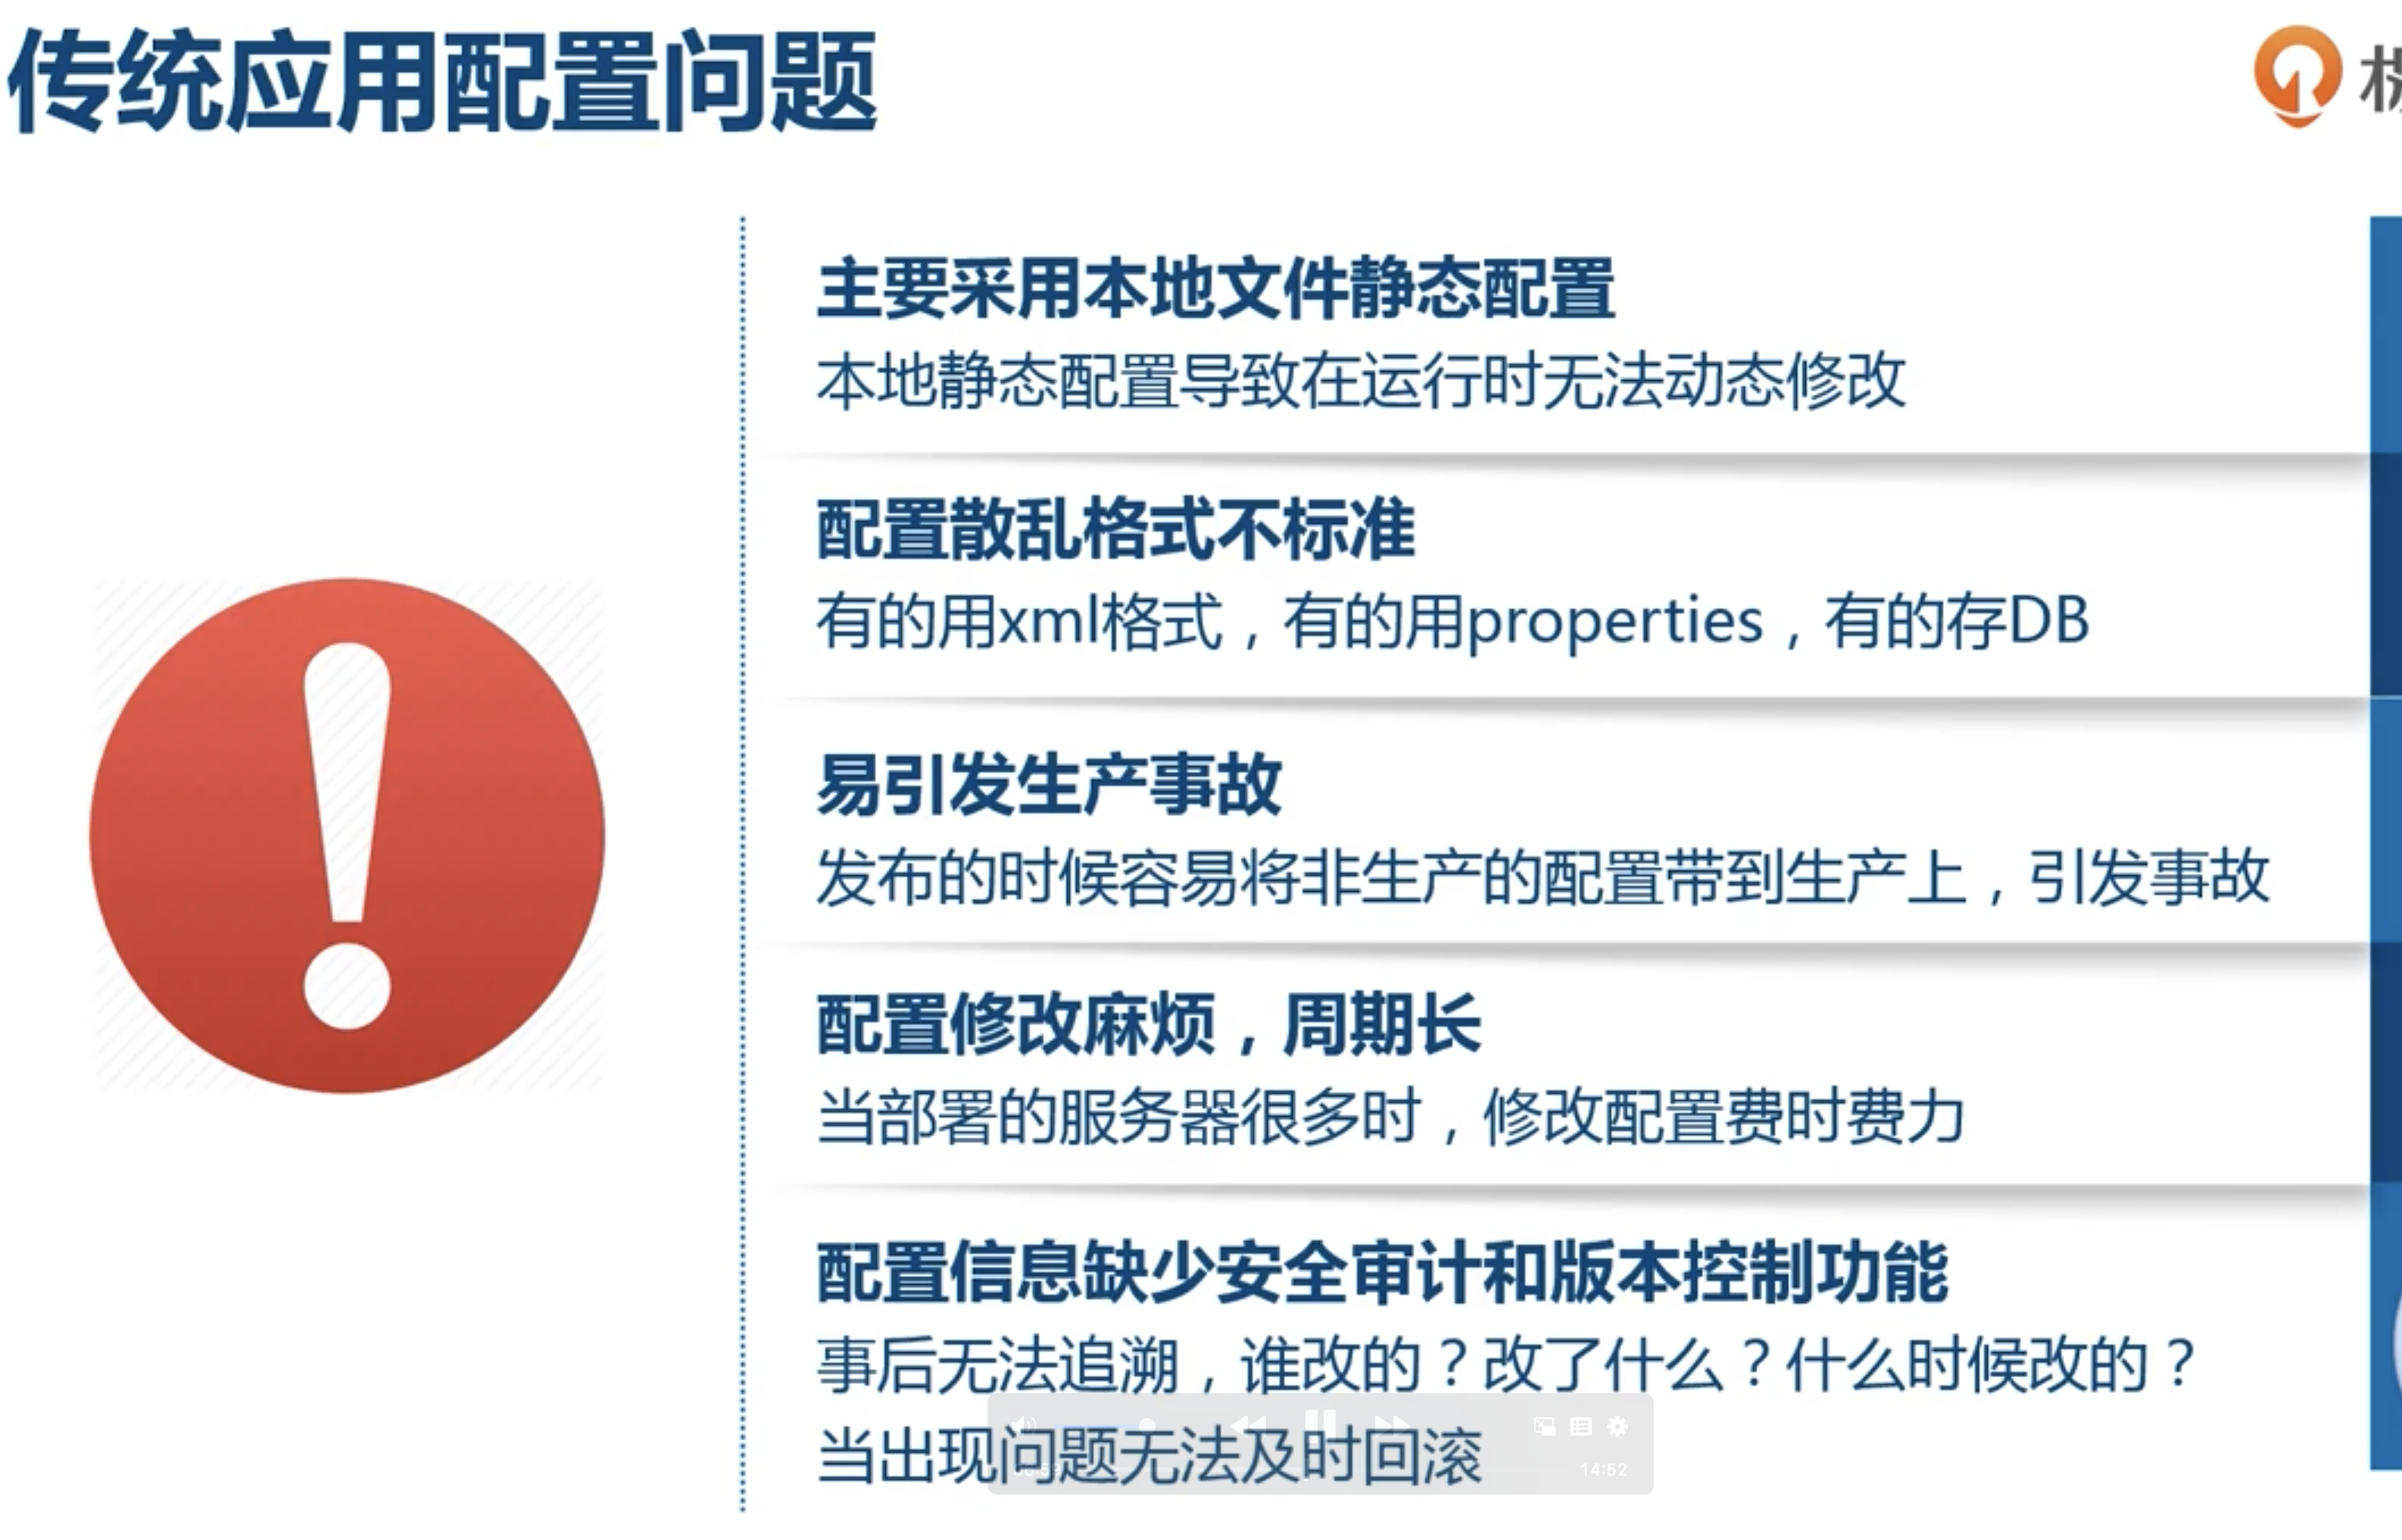 传统应用配置问题
主要采用本地文件静态配置
本地静态配置导致在运行时无法动态修改
配置散乱格式不标准
有的用xml格式，有的用properties，有的存DB
易引发生产事故
发布的时候容易将非生产的配置带到生产上，引发事故
配置修改麻烦，周期长
当部署的服务器很多时，修改配置费时费力
配置信息缺少安全审计和版本控制功能
事后无法追溯，谁改的？改了什么？什么时候改的？
当出现问题无法及时回滚
14:52